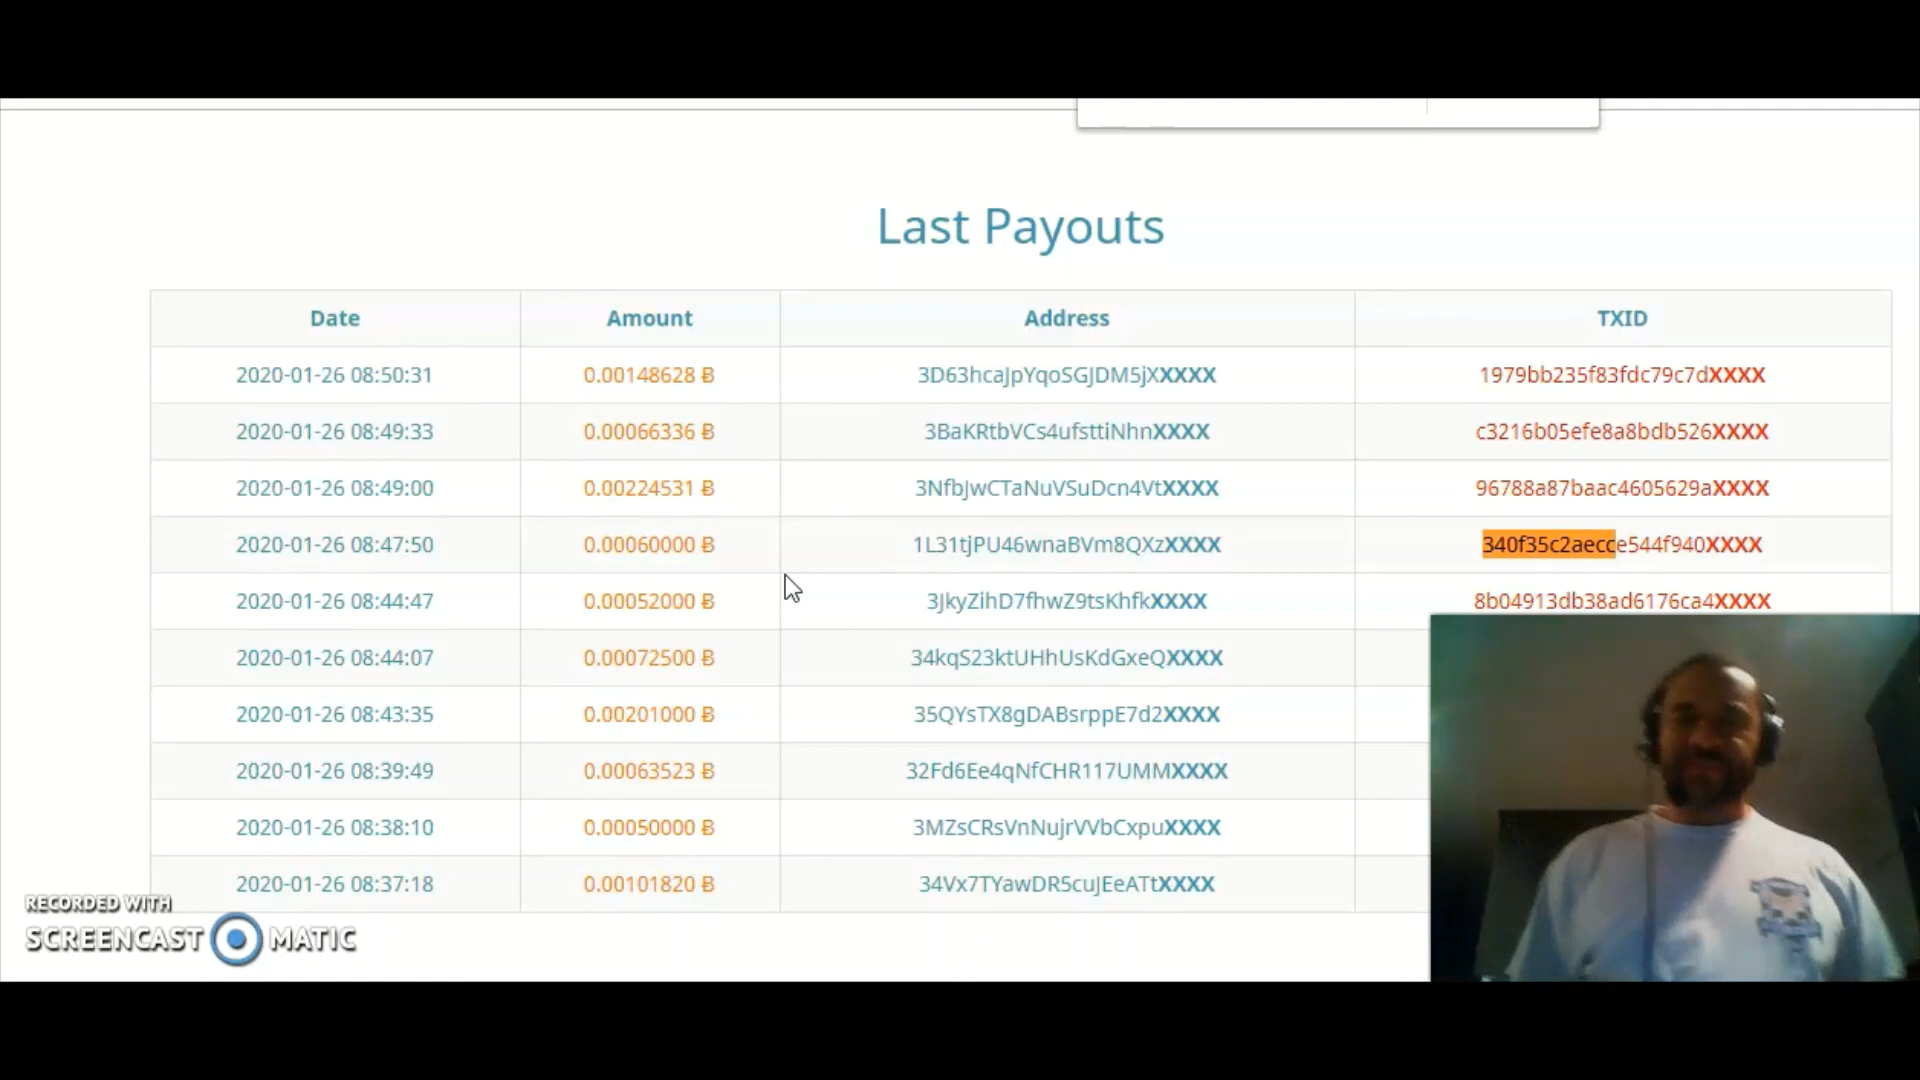 Last Payouts
Date Amount Address TXID
2020-01-26 08:50:31 0.00148628 Ƀ 3D63hcaJpYqoSGJDM5jXXXXX 1979bb235f83fdc79c7dXXXX
2020-01-26 08:49:33 0.00066336 Ƀ 3BaKRtbVCs4ufsttiNhnXXXX c3216b05efe8a8bdb526XXXX
2020-01-26 08:49:00 0.00224531 Ƀ 3NfbJwCTaNuVSuDcn4VtXXXX 96788a87baac4605629aXXXX
2020-01-26 08:47:50 0.00060000 Ƀ 1L31tjPU46wnaBVm8QXzXXXX 340f35c2aecce544f940XXXX
2020-01-26 08:44:47 0.00052000 Ƀ 3JkyZihD7fhwZ9tsKhfkXXXX 8b04913db38ad6176ca4XXXX
2020-01-26 08:44:07 0.00072500 Ƀ 34kqS23ktUHhUsKdGxeQXXXX
2020-01-26 08:43:35 0.00201000 Ƀ 35QYsTX8gDABsrppE7d2XXXX
2020-01-26 08:39:49 0.00063523 Ƀ 32Fd6Ee4qNfCHR117UMMXXXX
2020-01-26 08:38:10 0.00050000 Ƀ 3MZsCRsVnNujrVVbCxpuXXXX
2020-01-26 08:37:18 0.00101820 Ƀ 34Vx7TYawDR5cuJEeATtXXXX
RECORDED WITH
SCREENCAST MATIC